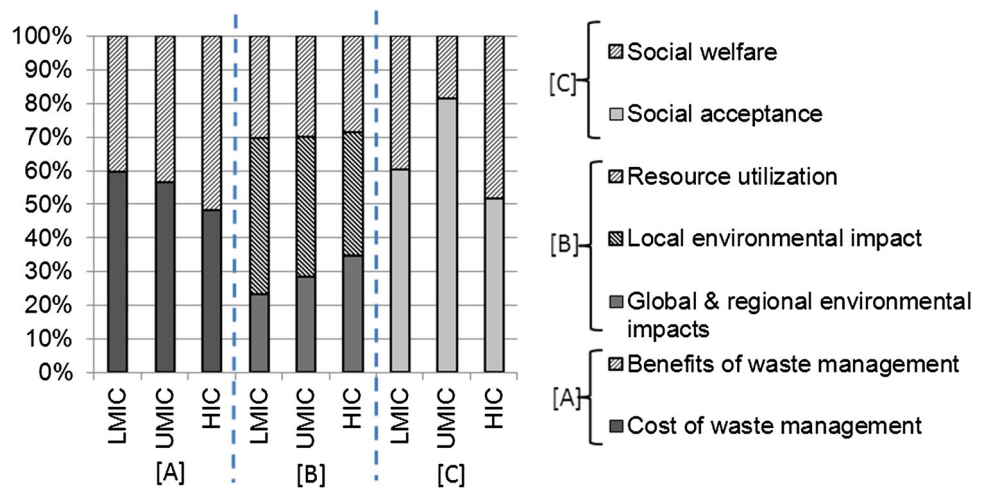 100%
90%
80%
70%
60%
50%
40%
30%
20%
10%
0%
LMIC
UMIC
HIC
LMIC
UMIC
HIC
LMIC
UMIC
HIC
[A]
[B]
[C]
[C]
Social welfare
Social acceptance
[B]
Resource utilization
Local environmental impact
Global & regional environmental
impacts
[A]
Benefits of waste management
Cost of waste management